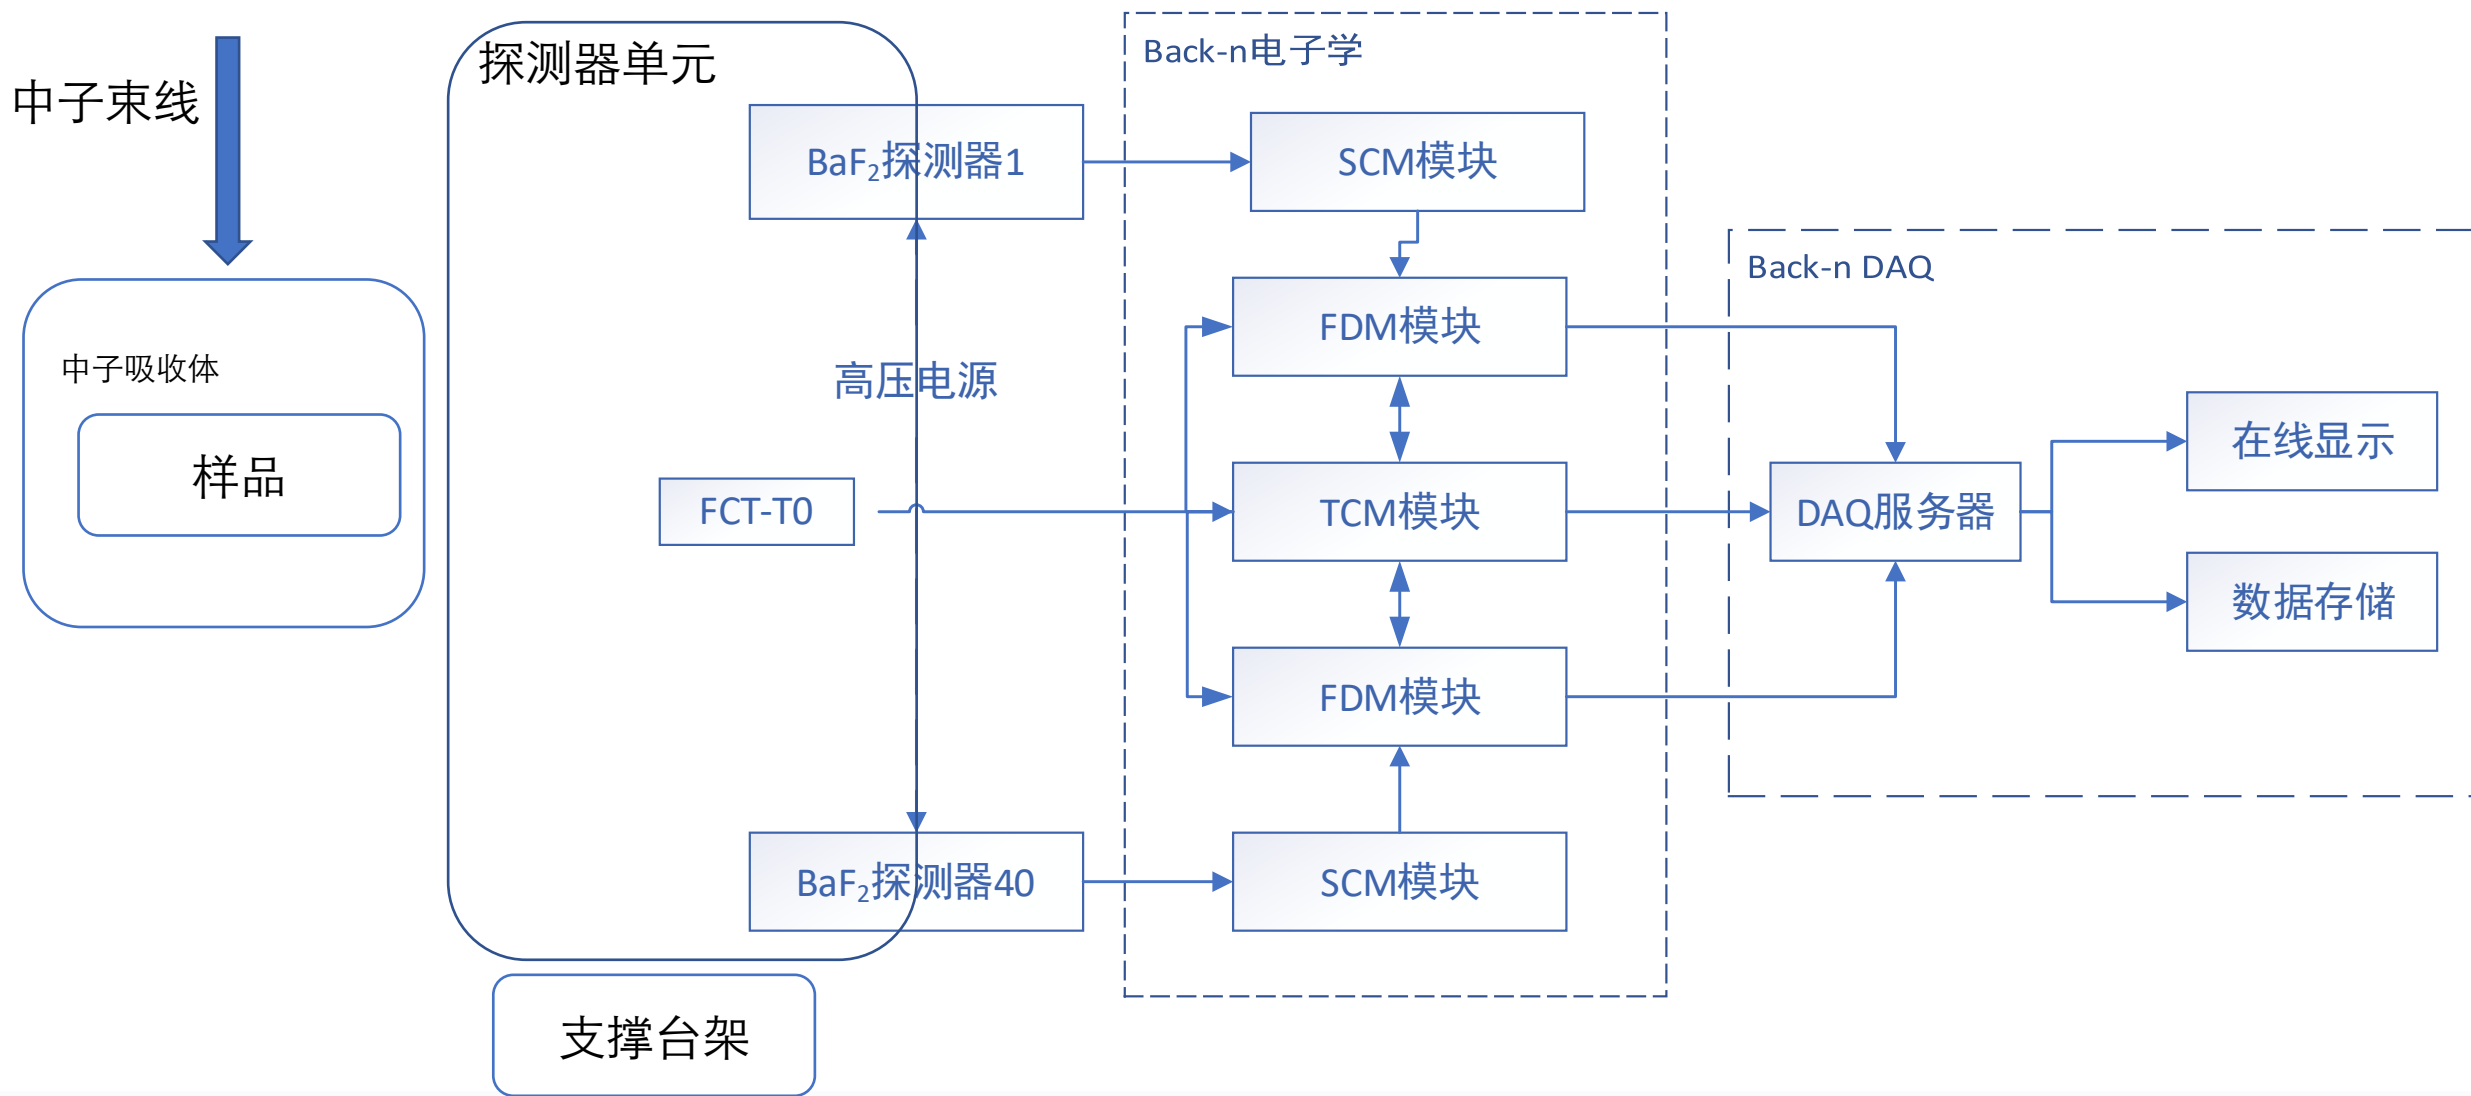 中子束线
中子吸收体
样品
探测器单元
BaF₂探测器1
高压电源
FCT-T0
BaF₂探测器40
支撑台架
Back-n电子学
SCM模块
FDM模块
TCM模块
FDM模块
SCM模块
Back-n DAQ
DAQ服务器
在线显示
数据存储